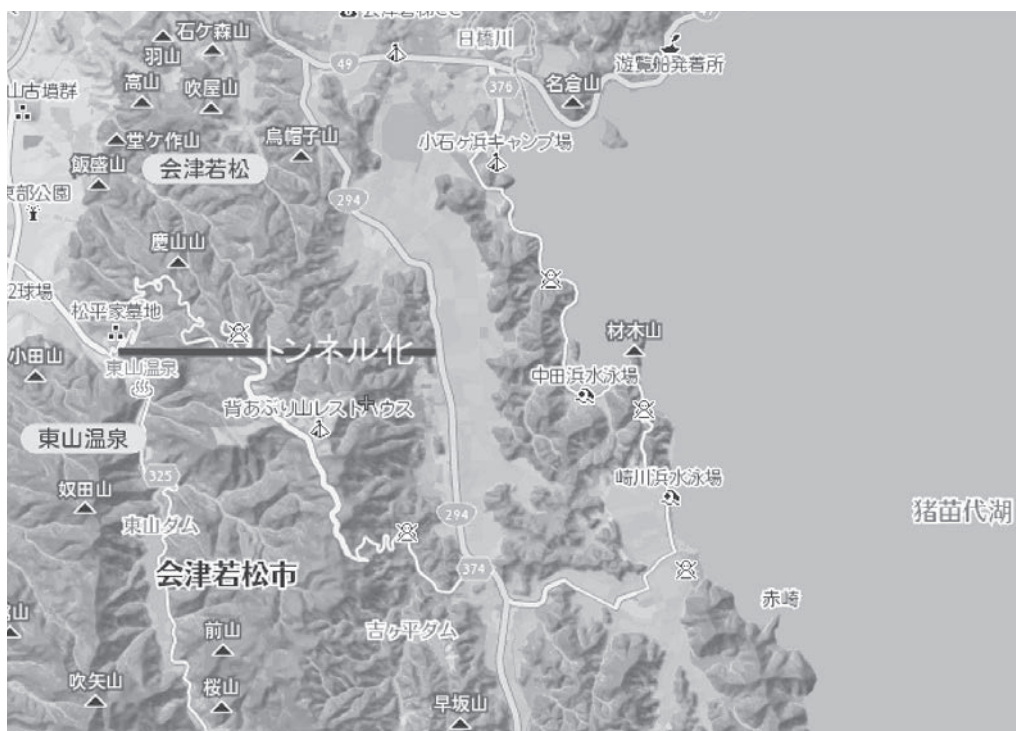 石ケ森山
羽山
49
日橋川
遊覧船発着所
376
名倉山
高山
吹屋山
山古墳群
堂ケ作山
烏帽子山
小石ヶ浜キャンプ場
飯盛山
会津若松
東部公園
294
慶山山
球場
松平家墓地
トンネル化
材木山
小田山
東山温泉
中田浜水泳場
背あぶり山レストハウス
東山温泉
325
崎川浜水泳場
奴田山
294
猪苗代湖
東山ダム
会津若松市
374
赤崎
前山
吉ヶ平ダム
吹矢山
桜山
早坂山